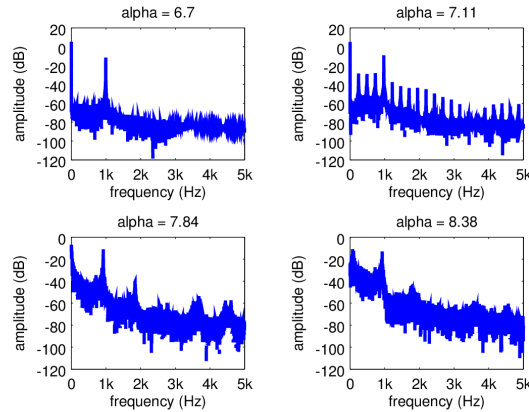 alpha = 6.7
20
0
-20
-40
-60
-80
-100
-120
amplitude (dB)
0
1k
2k
3k
4k
5k
frequency (Hz)
alpha = 7.11
20
0
-20
-40
-60
-80
-100
-120
amplitude (dB)
0
1k
2k
3k
4k
5k
frequency (Hz)
alpha = 7.84
0
-20
-40
-60
-80
-100
-120
amplitude (dB)
0
1k
2k
3k
4k
5k
frequency (Hz)
alpha = 8.38
0
-20
-40
-60
-80
-100
-120
amplitude (dB)
0
1k
2k
3k
4k
5k
frequency (Hz)